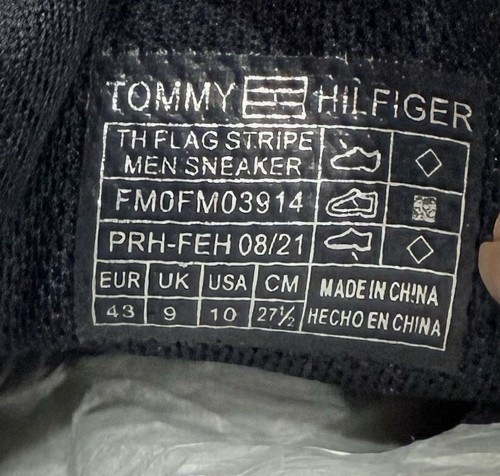 TOMMY HILFIGER
TH FLAG STRIPE
MEN SNEAKER
FM0FM03914
PRH-FEH 08/21
EUR UK USA CM
43 9 10 27½
MADE IN CHINA
HECHO EN CHINA